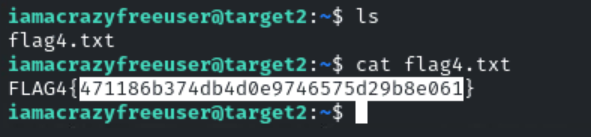 iamacrazyfreeuser@target2:~$ ls
flag4.txt
iamacrazyfreeuser@target2:~$ cat flag4.txt
FLAG4{471186b374db4d0e9746575d29b8e061}
iamacrazyfreeuser@target2:~$